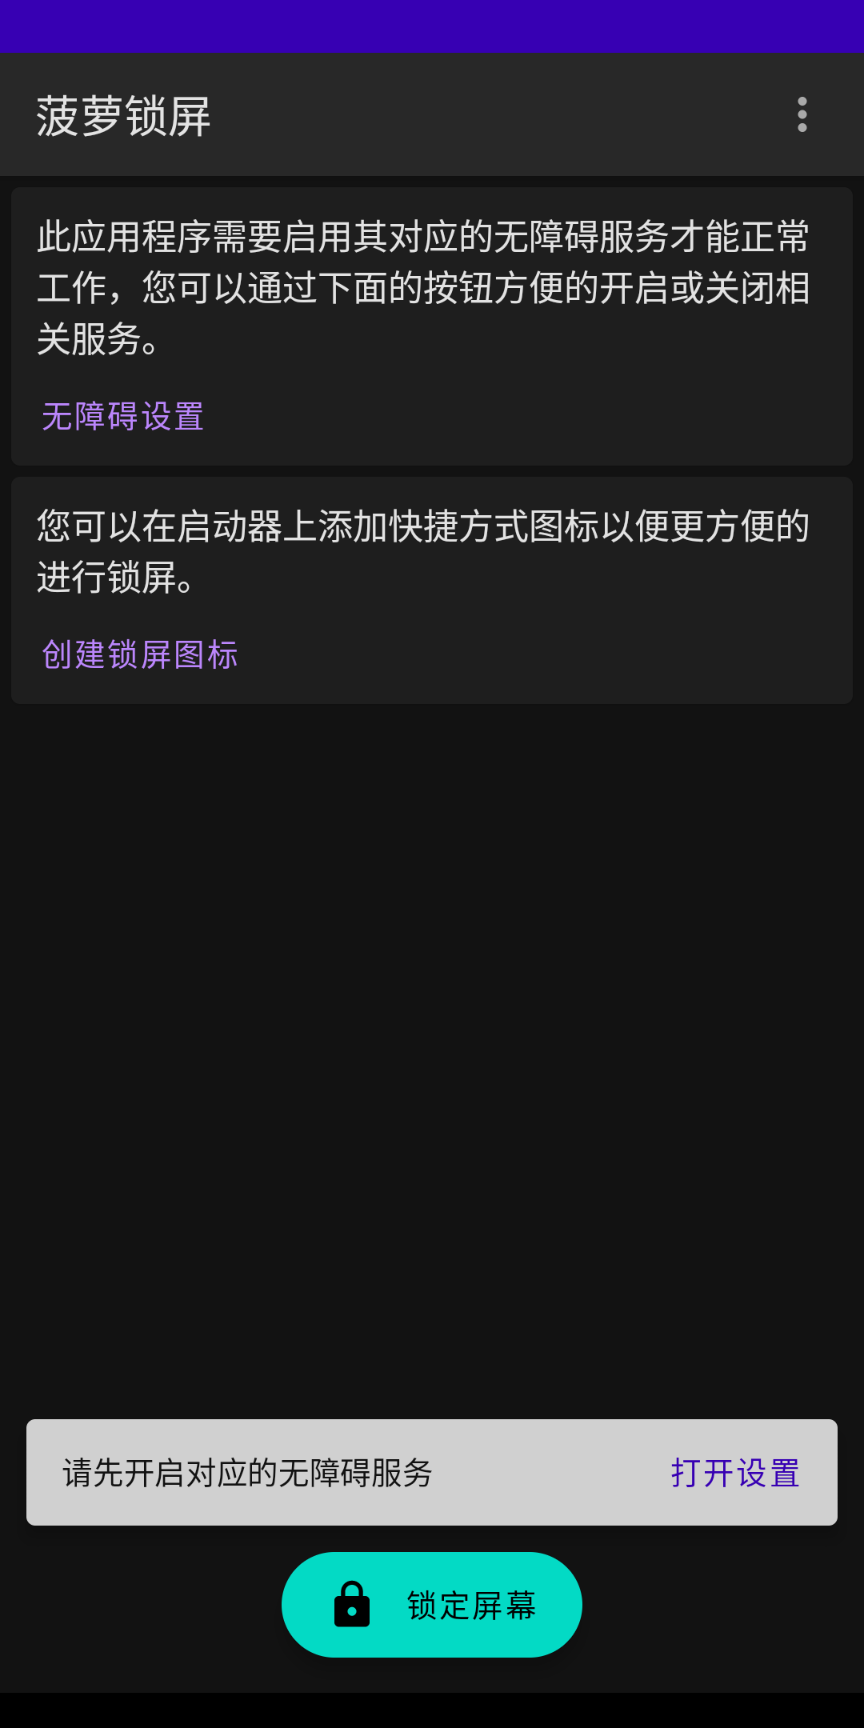 菠萝锁屏
此应用程序需要启用其对应的无障碍服务才能正常
工作，您可以通过下面的按钮方便的开启或关闭相
关服务。
无障碍设置
您可以在启动器上添加快捷方式图标以便更方便的
进行锁屏。
创建锁屏图标
请先开启对应的无障碍服务
打开设置
锁定屏幕